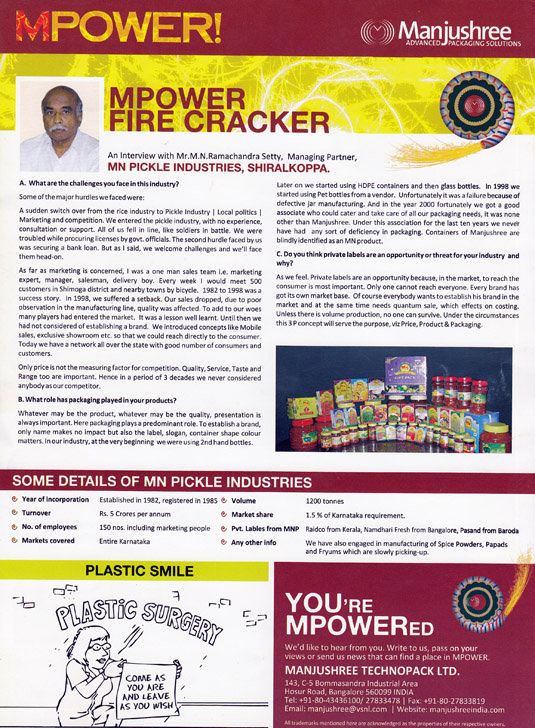 MPOWER!
Manjushree
ADVANCED PACKAGING SOLUTIONS
MPOWER
FIRE CRACKER
An Interview with Mr.M.N.Ramachandra Setty, Managing Partner,
MN PICKLE INDUSTRIES, SHIRALKOPPA.
A. What are the challenges you face in this industry?
Some of the major hurdles we faced were:
A sudden switch over from the rice industry to Pickle Industry | Local politics |
Marketing and competition. We entered the pickle industry, with no experience,
consultation or support. All of us fell in line, like soldiers in battle. We were
troubled while procuring licenses by govt. officials. The second hurdle faced by us
was securing a bank loan. But as I said, we welcome challenges and we'll face
them head-on.
As far as marketing is concerned, I was a one man sales team i.e. marketing
expert, manager, salesman, delivery boy. Every week I would meet 500
customers in Shimoga district and nearby towns by bicycle. 1982 to 1998 was a
success story. In 1998, we suffered a setback. Our sales dropped, due to poor
observation in the manufacturing line, quality was affected. To add to our woes
many players had entered the market. It was a lesson well learnt. Until then we
had not considered of establishing a brand. We introduced concepts like Mobile
sales, exclusive showroom etc. so that we could reach directly to the consumer.
Today we have a network all over the state with good number of consumers and
customers.
Only price is not the measuring factor for competition. Quality, Service, Taste and
Range too are important. Hence in a period of 3 decades we never considered
anybody as our competitor.
B. What role has packaging played in your products?
Whatever may be the product, whatever may be the quality, presentation is
always important. Here packaging plays a predominant role. To establish a brand,
only name makes no impact but also the label, slogan, container shape colour
matters. In our industry, at the very beginning we were using 2nd hand bottles.
Later on we started using HDPE containers and then glass bottles. In 1998 we
started using Pet bottles from a vendor. Unfortunately it was a failure because of
defective jar manufacturing. And in the year 2000 fortunately we got a good
associate who could cater and take care of all our packaging needs, it was none
other than Manjushree. Under this association for the last ten years we never
have had any sort of deficiency in packaging. Containers of Manjushree are
blindly identified as an MN product.
C. Do you think private labels are an opportunity or threat for your industry and
why?
As we feel. Private labels are an opportunity because, in the market, to reach the
consumer is most important. Only one cannot reach everyone. Every brand has
got its own market base. Of course everybody wants to establish his brand in the
market and at the same time needs quantum sale, which effects on costing.
Unless there is volume production, no one can survive. Under the circumstances
this 3 P concept will serve the purpose, viz Price, Product & Packaging.
SOME DETAILS OF MN PICKLE INDUSTRIES
Year of incorporation Established in 1982, registered in 1985
Turnover Rs. 5 Crores per annum
No. of employees 150 nos. including marketing people
Markets covered Entire Karnataka
Volume 1200 tonnes
Market share 1.5 % of Karnataka requirement.
Pvt. Lables from MNP Raidco from Kerala, Namdhari Fresh from Bangalore, Pasand from Baroda
Any other info We have also engaged in manufacturing of Spice Powders, Papads
and Fryums which are slowly picking-up.
PLASTIC SMILE
PLASTIC SURGERY
COME AS
YOU ARE
AND LEAVE
AS YOU WISH
YOU'RE
MPOWERED
We'd like to hear from you. Write to us, pass on your
views or send us news that can find a place in MPOWER.
MANJUSHREE TECHNOPACK LTD.
143, C-5 Bommasandra Industrial Area
Hosur Road, Bangalore 560099 INDIA
Tel: +91-80-43436100/ 27833478 | Fax: +91-80-27833819
Email: manjushree@vsnl.com | Website: manjushreeindia.com
All trademarks mentioned here are acknowledged as the properties of their respective owners.